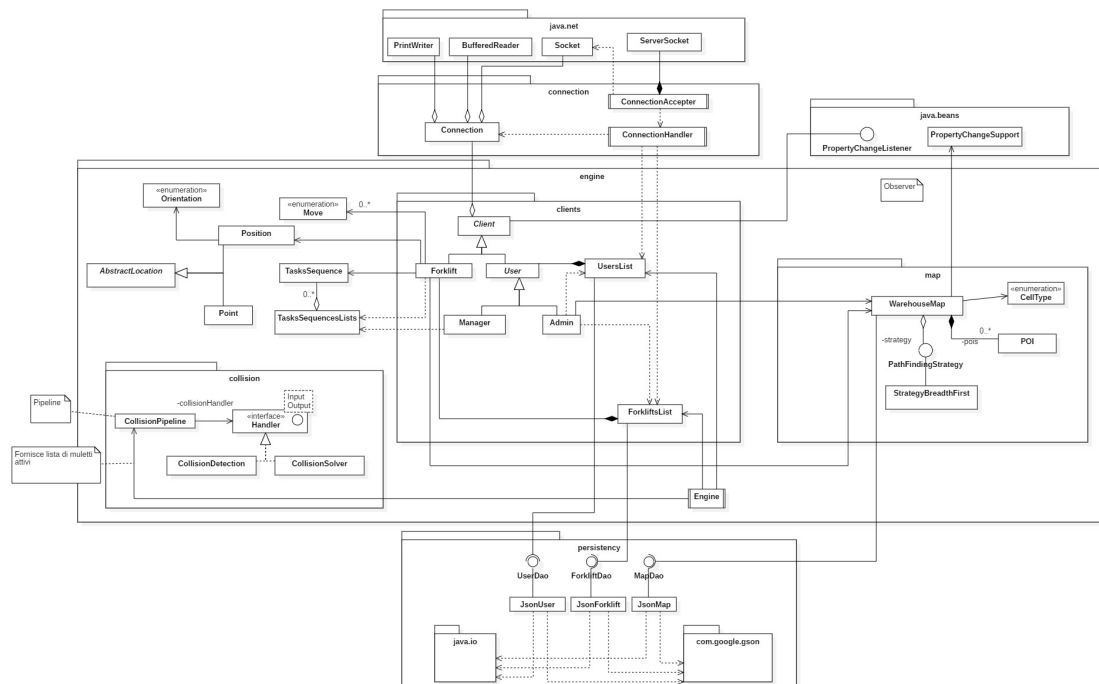 java.net
PrintWriter
BufferedReader
Socket
ServerSocket
connection
ConnectionAccepter
Connection
ConnectionHandler
java.beans
PropertyChangeSupport
PropertyChangeListener
engine
«enumeration»
Orientation
«enumeration»
Move
0..*
Observer
clients
Client
Position
AbstractLocation
TasksSequence
Forklift
User
UsersList
0..*
Point
TasksSequencesLists
Manager
Admin
map
WarehouseMap
«enumeration»
CellType
-strategy
0..*
-pois
POI
PathFindingStrategy
StrategyBreadthFirst
collision
Pipeline
-collisionHandler
Input
Output
CollisionPipeline
«interface»
Handler
ForkliftsList
Fornisce lista di muletti
attivi
CollisionDetection
CollisionSolver
Engine
persistency
UserDao
ForkliftDao
MapDao
JsonUser
JsonForklift
JsonMap
java.io
com.google.gson